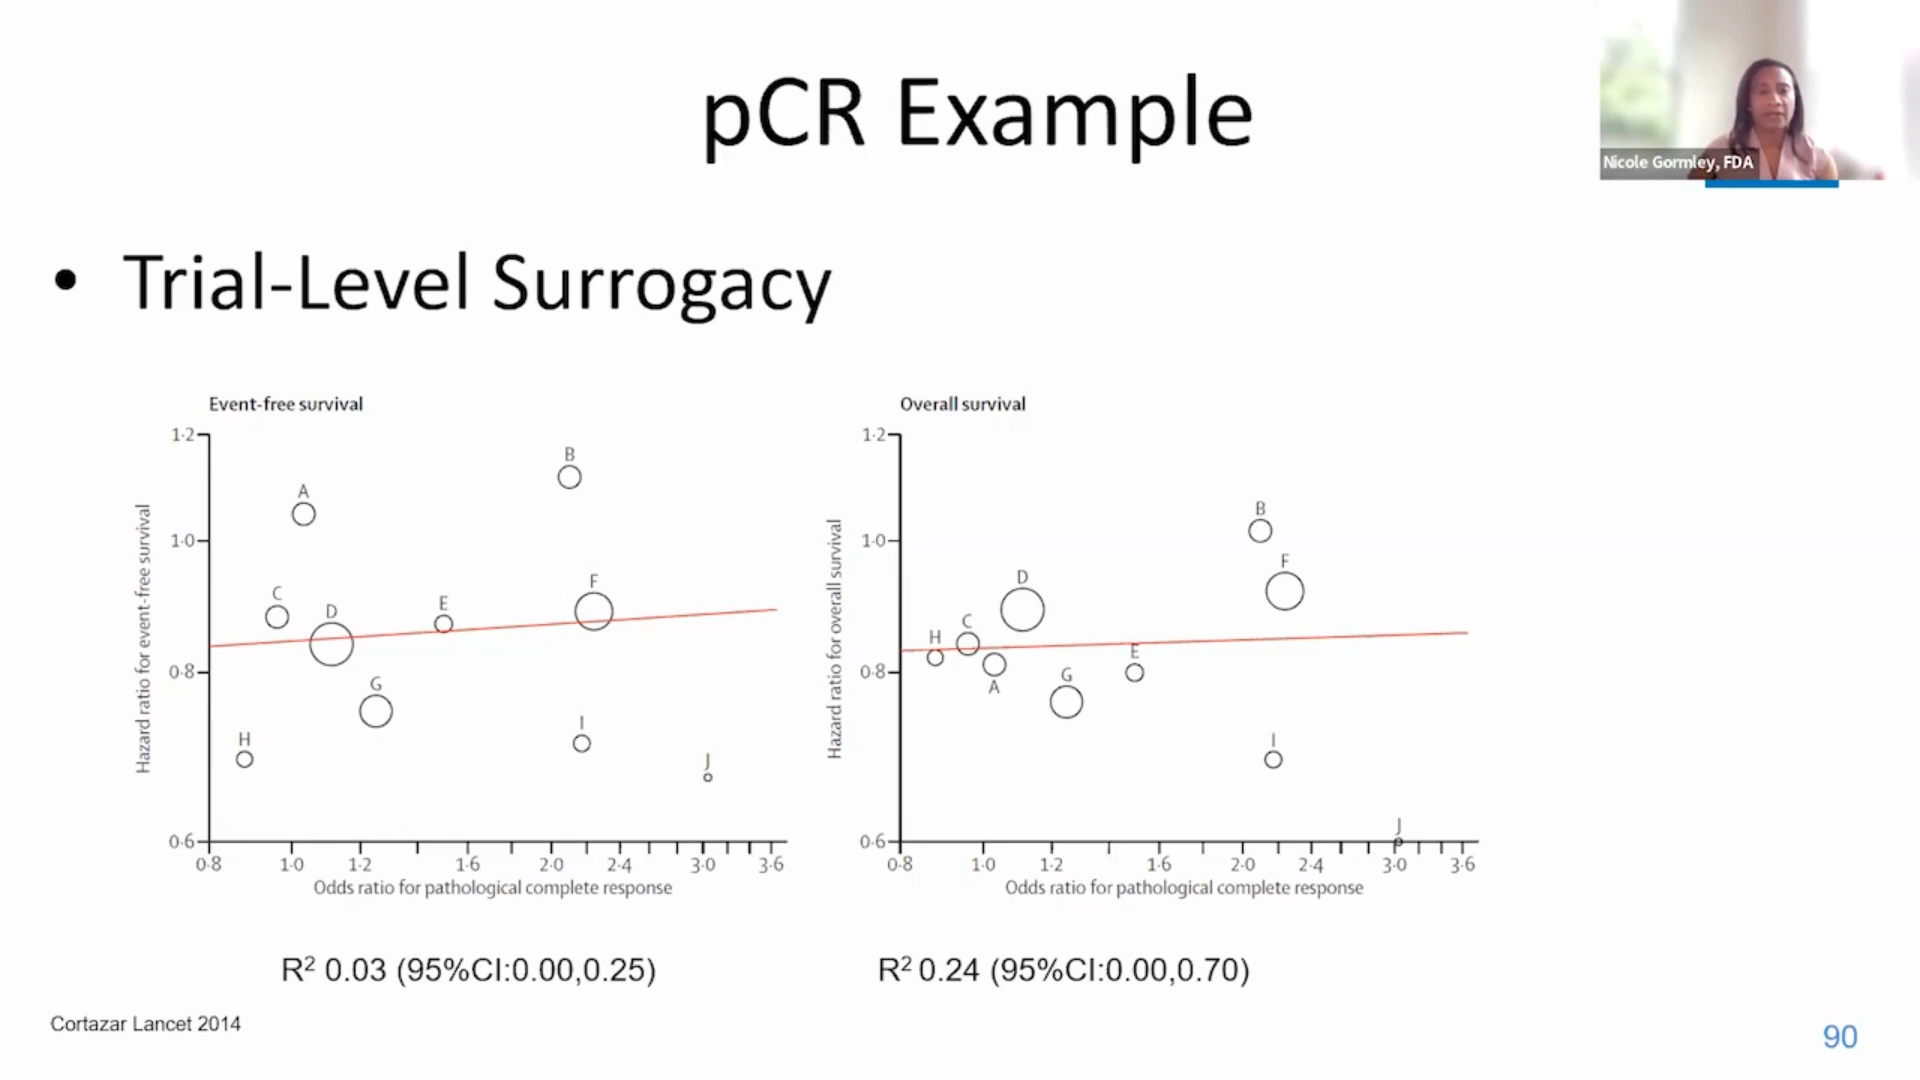 pCR Example
Nicole Gormley, FDA
• Trial-Level Surrogacy
Event-free survival
Hazard ratio for event-free survival
1·2
1·0
0·8
0·6
A
B
C
D
E
F
G
H
I
J
0·8 1·0 1·2 1·6 2·0 2·4 3·0 3·6
Odds ratio for pathological complete response
R² 0.03 (95%CI:0.00,0.25)
Overall survival
Hazard ratio for overall survival
1·2
1·0
0·8
0·6
B
F
D
C
H
A
E
G
I
J
0·8 1·0 1·2 1·6 2·0 2·4 3·0 3·6
Odds ratio for pathological complete response
R² 0.24 (95%CI:0.00,0.70)
Cortazar Lancet 2014
90